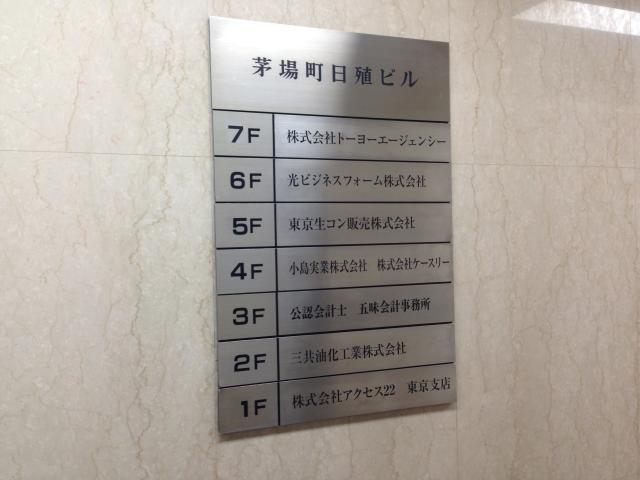 茅場町日殖ビル
7F 株式会社トーヨーエージェンシー
6F 光ビジネスフォーム株式会社
5F 東京生コン販売株式会社
4F 小島実業株式会社 株式会社ケースリー
3F 公認会計士 五味会計事務所
2F 三共油化工業株式会社
1F 株式会社アクセス22 東京支店